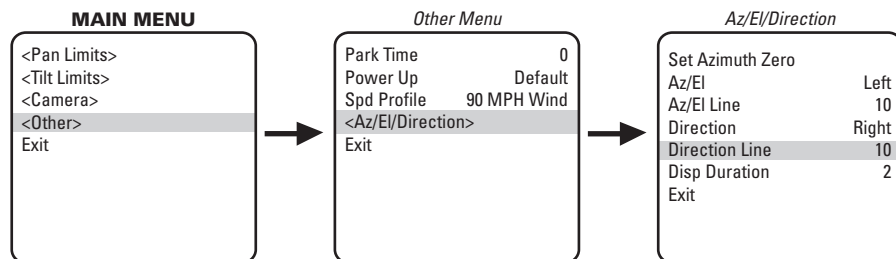 MAIN MENU
<Pan Limits>
<Tilt Limits>
<Camera>
<Other>
Exit
Other Menu
Park Time 0
Power Up Default
Spd Profile 90 MPH Wind
<Az/El/Direction>
Exit
Az/El/Direction
Set Azimuth Zero
Az/El Left
Az/El Line 10
Direction Right
Direction Line 10
Disp Duration 2
Exit